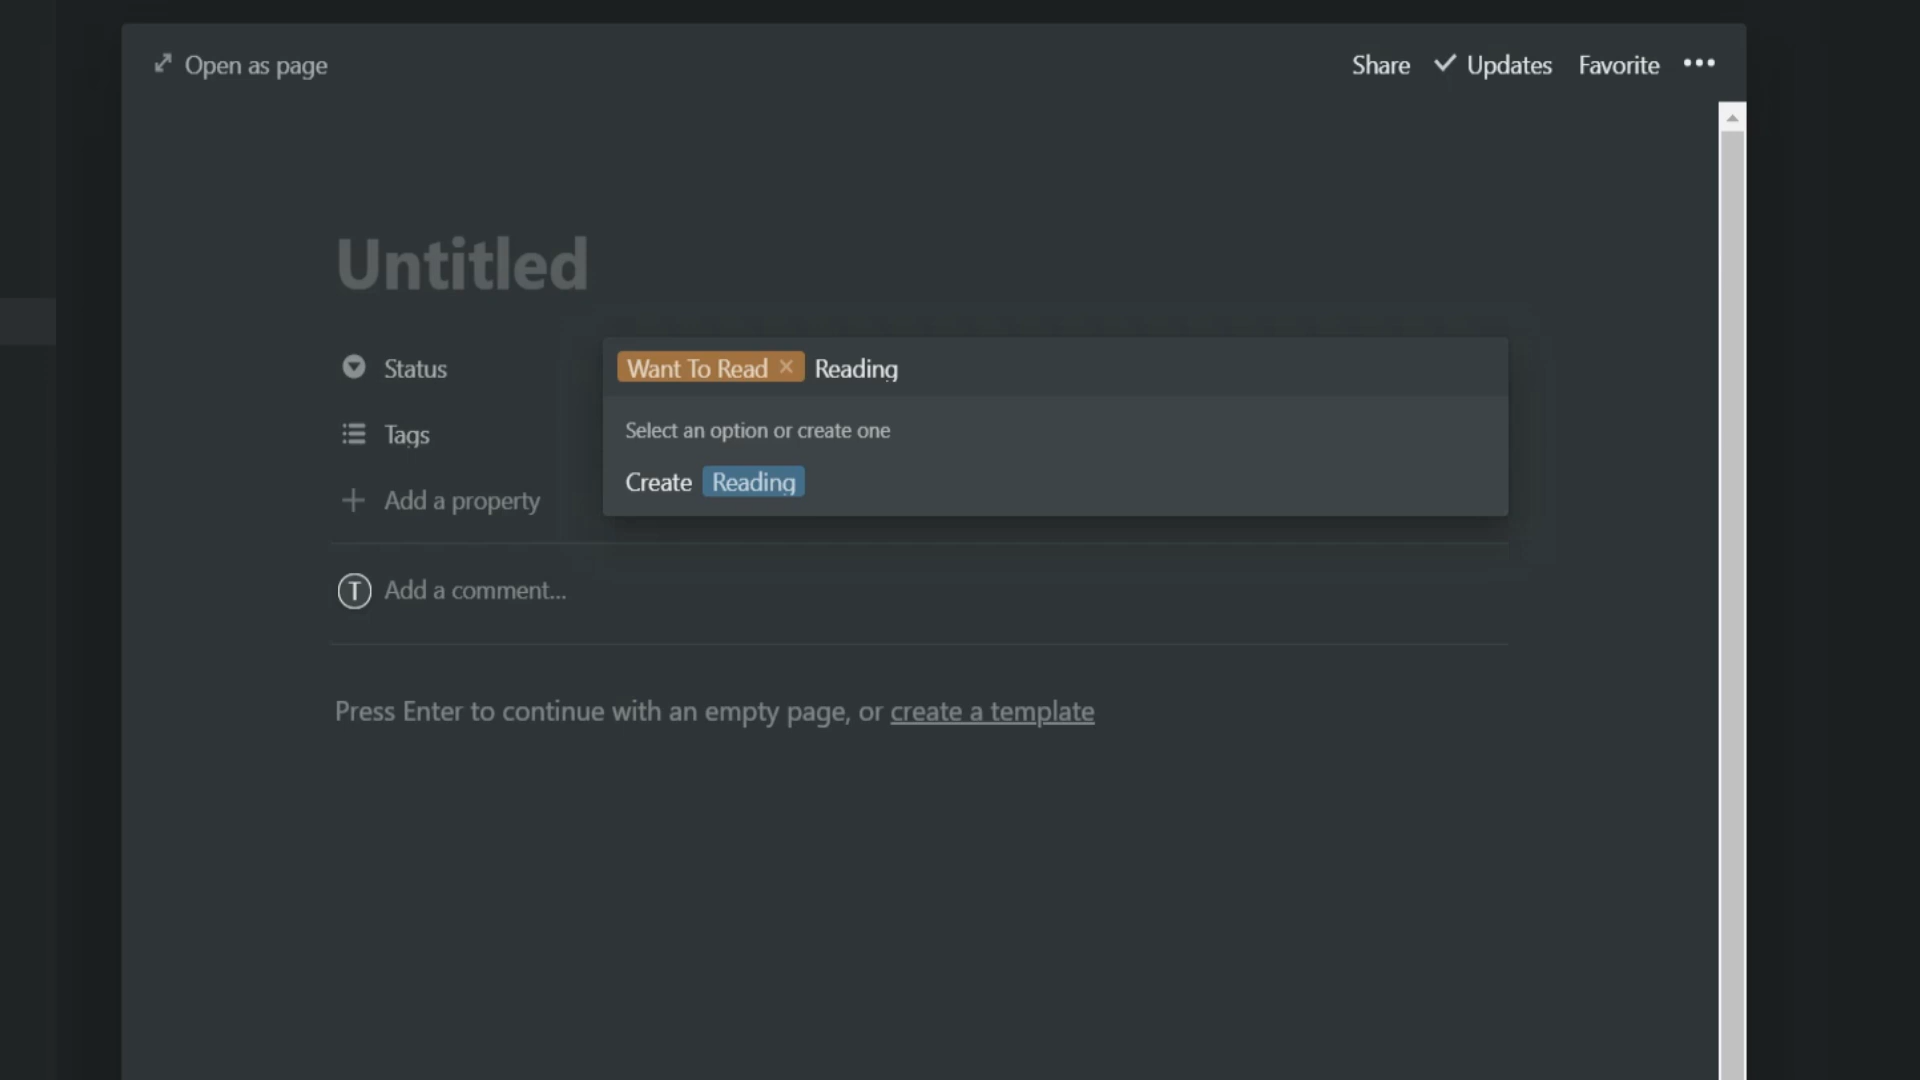 Open as page
Share Updates Favorite
Untitled
Status
Want To Read × Reading
Tags
Select an option or create one
Create Reading
Add a property
T Add a comment...
Press Enter to continue with an empty page, or create a template